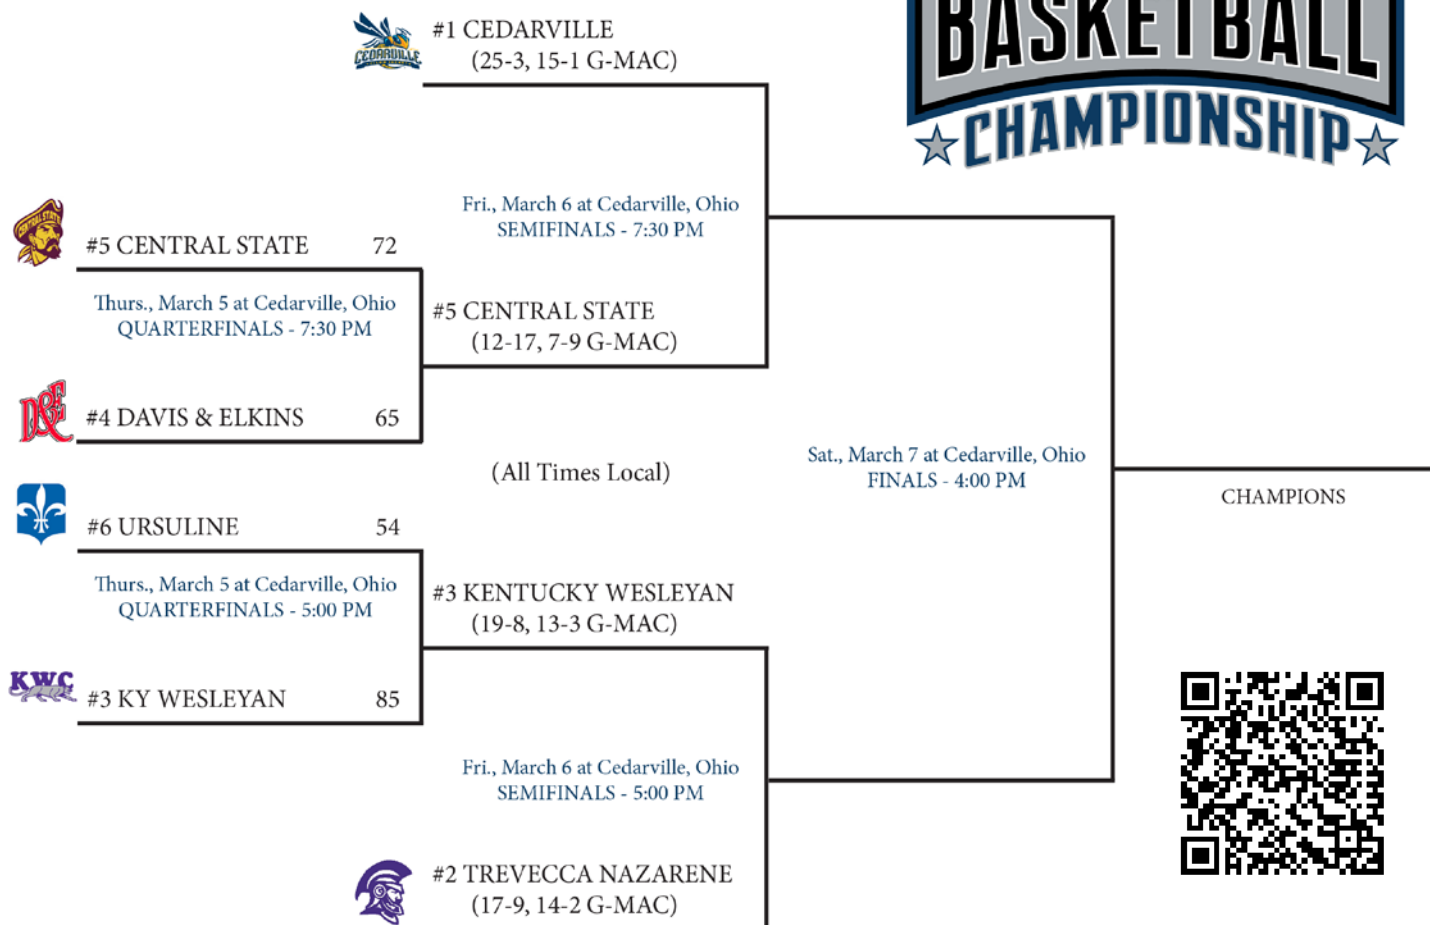 BASKETBALL
CHAMPIONSHIP
CEDARVILLE
#1 CEDARVILLE
(25-3, 15-1 G-MAC)
Fri., March 6 at Cedarville, Ohio
SEMIFINALS - 7:30 PM
CENTRAL STATE
#5 CENTRAL STATE 72
Thurs., March 5 at Cedarville, Ohio
QUARTERFINALS - 7:30 PM
#5 CENTRAL STATE
(12-17, 7-9 G-MAC)
D&E
#4 DAVIS & ELKINS 65
(All Times Local)
Sat., March 7 at Cedarville, Ohio
FINALS - 4:00 PM
CHAMPIONS
#6 URSULINE 54
Thurs., March 5 at Cedarville, Ohio
QUARTERFINALS - 5:00 PM
#3 KENTUCKY WESLEYAN
(19-8, 13-3 G-MAC)
KWC
#3 KY WESLEYAN 85
Fri., March 6 at Cedarville, Ohio
SEMIFINALS - 5:00 PM
#2 TREVECCA NAZARENE
(17-9, 14-2 G-MAC)